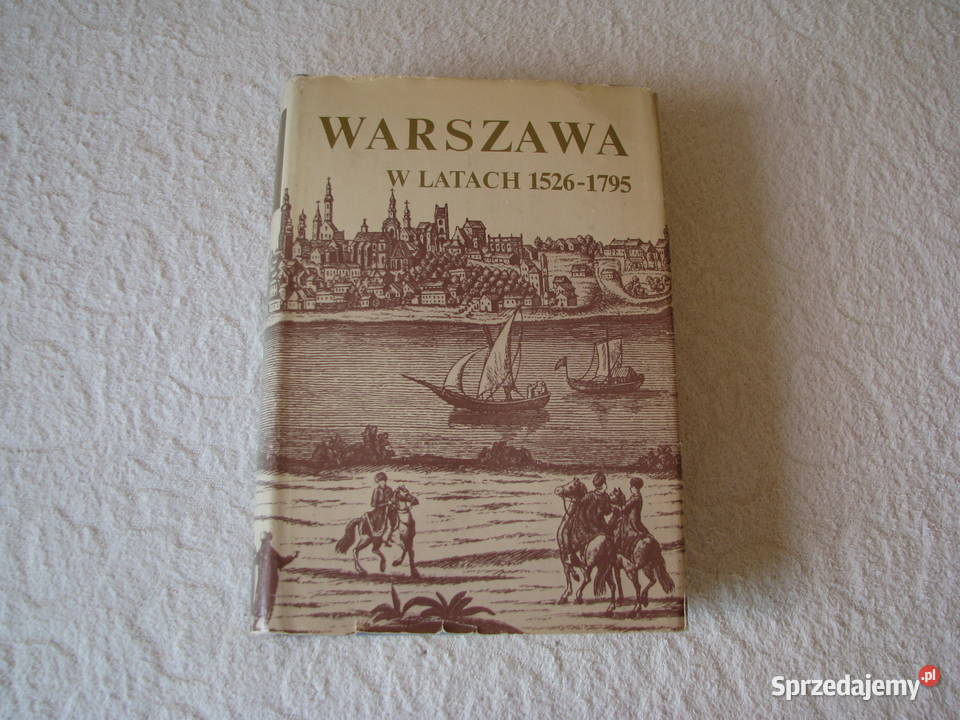 WARSZAWA
W LATACH 1526-1795
Sprzedajemy.pl